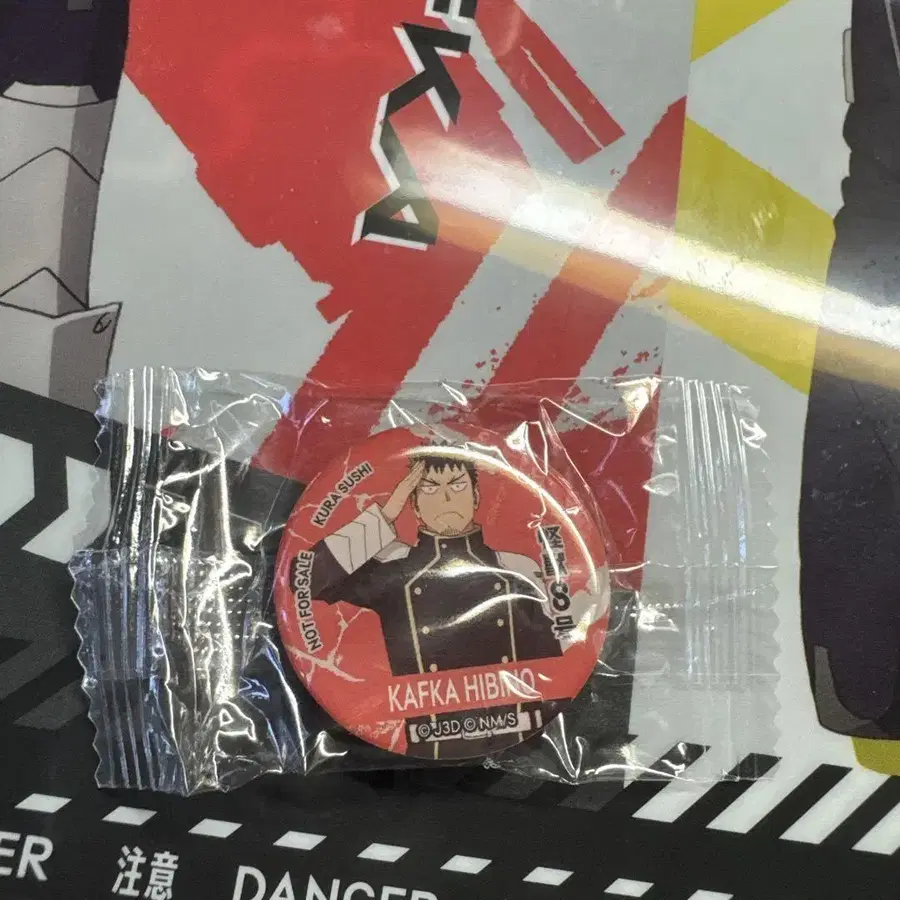 KURA SUSHI
NOT FOR SALE
KAFKA HIBINO
© J3D © NM/S
ER
注意
DANGER